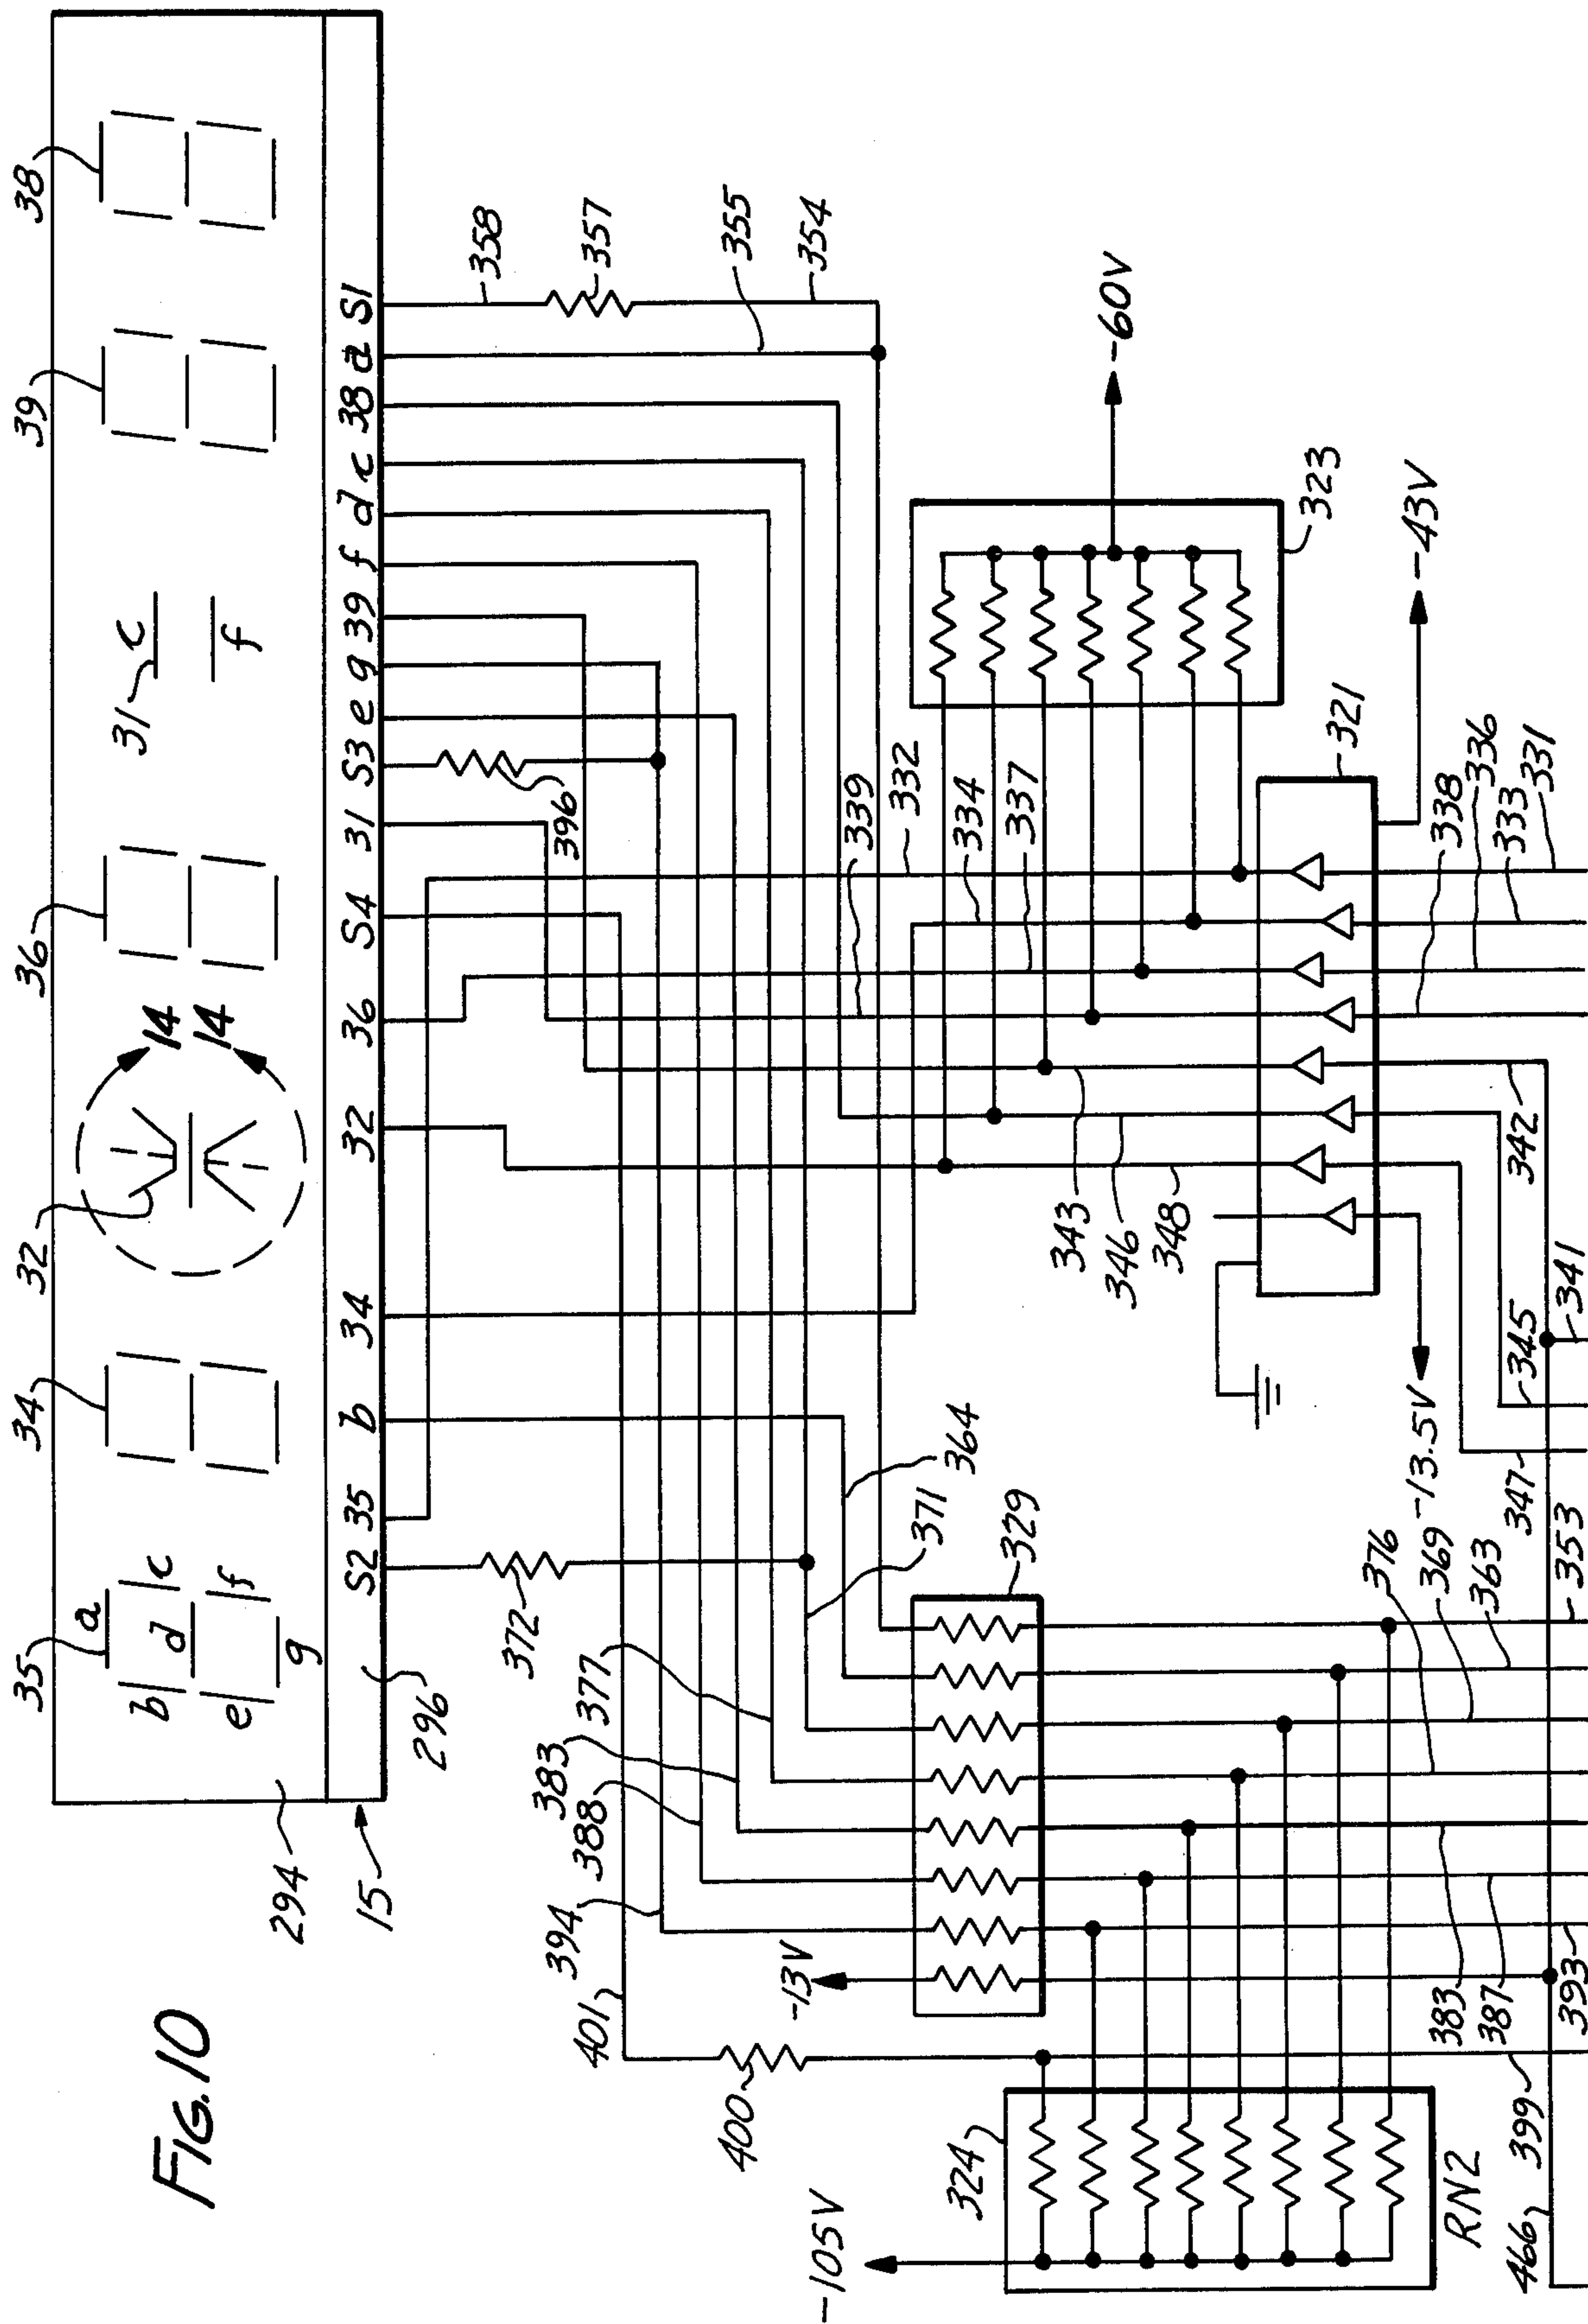 FIG. 10
35
34
32
36
31
39
38
a
b
c
d
e
f
g
14
14
c
f
294
15
296
S2
35
b
34
32
36
S4
31
S3
e
g
39
f
d
c
38
a
S1
372
396
358
357
355
354
401
394
388
383
377
371
364
339
332
334
337
-60V
323
-43V
321
343
346
348
-13V
329
400
-105V
324
RN2
-13.5V
466
399
393
387
383
376
369
363
353
347
345
341
342
338
336
333
331